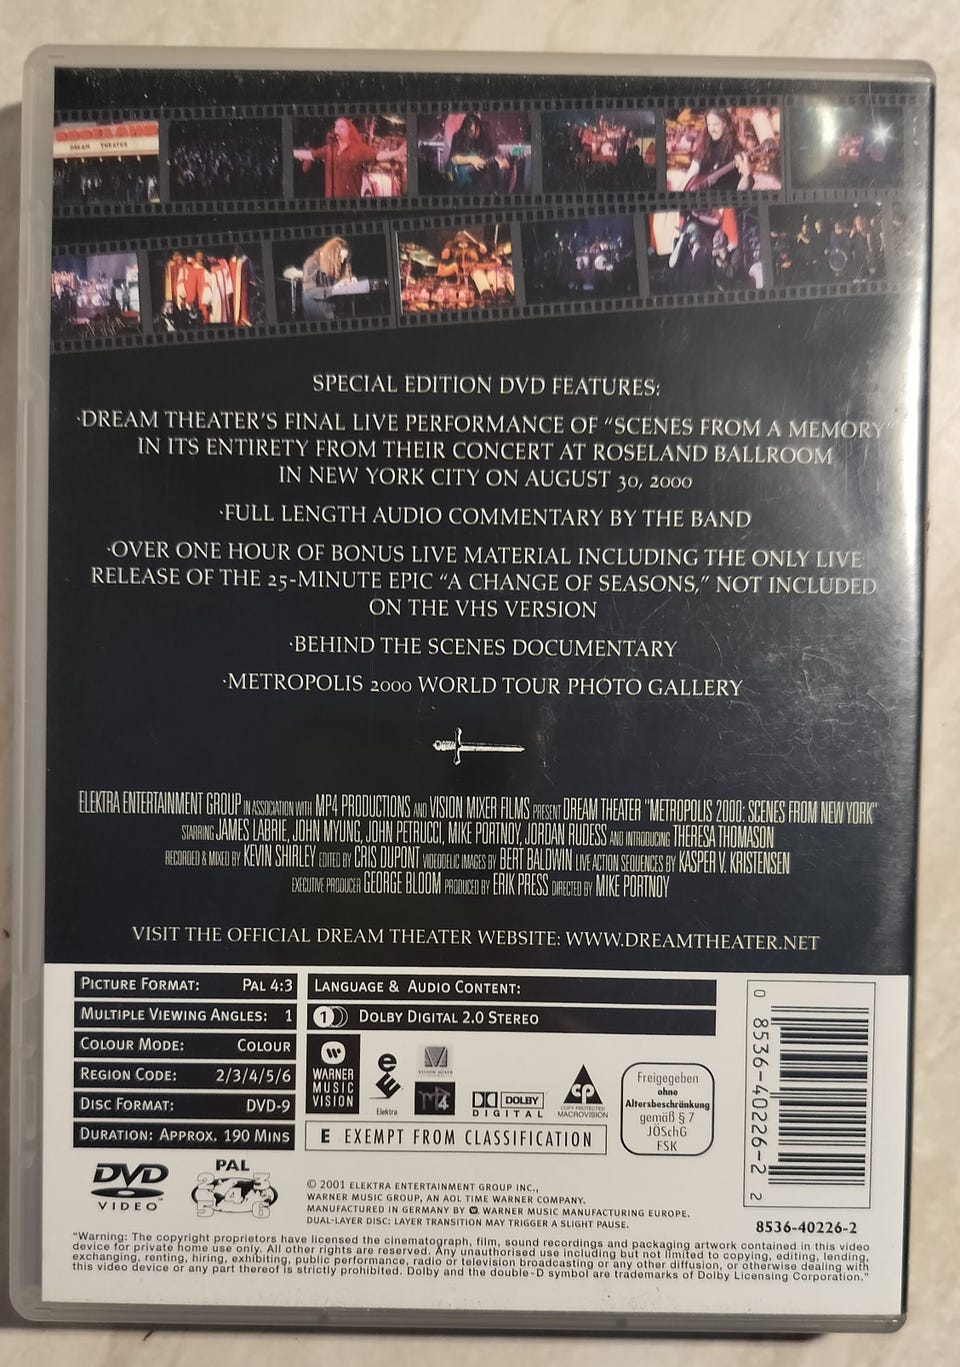 DREAM THEATER
SPECIAL EDITION DVD FEATURES:
·DREAM THEATER'S FINAL LIVE PERFORMANCE OF "SCENES FROM A MEMORY"
IN ITS ENTIRETY FROM THEIR CONCERT AT ROSELAND BALLROOM
IN NEW YORK CITY ON AUGUST 30, 2000
·FULL LENGTH AUDIO COMMENTARY BY THE BAND
·OVER ONE HOUR OF BONUS LIVE MATERIAL INCLUDING THE ONLY LIVE
RELEASE OF THE 25-MINUTE EPIC "A CHANGE OF SEASONS," NOT INCLUDED
ON THE VHS VERSION
·BEHIND THE SCENES DOCUMENTARY
·METROPOLIS 2000 WORLD TOUR PHOTO GALLERY
ELEKTRA ENTERTAINMENT GROUP IN ASSOCIATION WITH MP4 PRODUCTIONS AND VISION MIXER FILMS PRESENT DREAM THEATER "METROPOLIS 2000: SCENES FROM NEW YORK"
STARRING JAMES LABRIE, JOHN MYUNG, JOHN PETRUCCI, MIKE PORTNOY, JORDAN RUDESS AND INTRODUCING THERESA THOMASON
RECORDED & MIXED BY KEVIN SHIRLEY EDITED BY CRIS DUPONT VIDEODELIC IMAGES BY BERT BALDWIN LIVE ACTION SEQUENCES BY KASPER V. KRISTENSEN
EXECUTIVE PRODUCER GEORGE BLOOM PRODUCED BY ERIK PRESS DIRECTED BY MIKE PORTNOY
VISIT THE OFFICIAL DREAM THEATER WEBSITE: WWW.DREAMTHEATER.NET
PICTURE FORMAT: PAL 4:3
MULTIPLE VIEWING ANGLES: 1
COLOUR MODE: COLOUR
REGION CODE: 2/3/4/5/6
DISC FORMAT: DVD-9
DURATION: APPROX. 190 MINS
LANGUAGE & AUDIO CONTENT:
1 DOLBY DIGITAL 2.0 STEREO
WARNER
MUSIC
VISION
Elektra
VISION MIXER
m4
DOLBY
DIGITAL
CP
COPY PROTECTED
MACROVISION
Freigegeben
ohne
Altersbeschränkung
gemäß § 7
JÖSchG
FSK
E EXEMPT FROM CLASSIFICATION
DVD
VIDEO
PAL
2 3
4
5 6
© 2001 ELEKTRA ENTERTAINMENT GROUP INC.,
WARNER MUSIC GROUP, AN AOL TIME WARNER COMPANY.
MANUFACTURED IN GERMANY BY WARNER MUSIC MANUFACTURING EUROPE.
DUAL-LAYER DISC: LAYER TRANSITION MAY TRIGGER A SLIGHT PAUSE.
0 8536-40226-2 2
8536-40226-2
"Warning: The copyright proprietors have licensed the cinematograph, film, sound recordings and packaging artwork contained in this video
device for private home use only. All other rights are reserved. Any unauthorised use including but not limited to copying, editing, lending,
exchanging, renting, hiring, exhibiting, public performance, radio or television broadcasting or any other diffusion, or otherwise dealing with
this video device or any part thereof is strictly prohibited. Dolby and the double-D symbol are trademarks of Dolby Licensing Corporation."